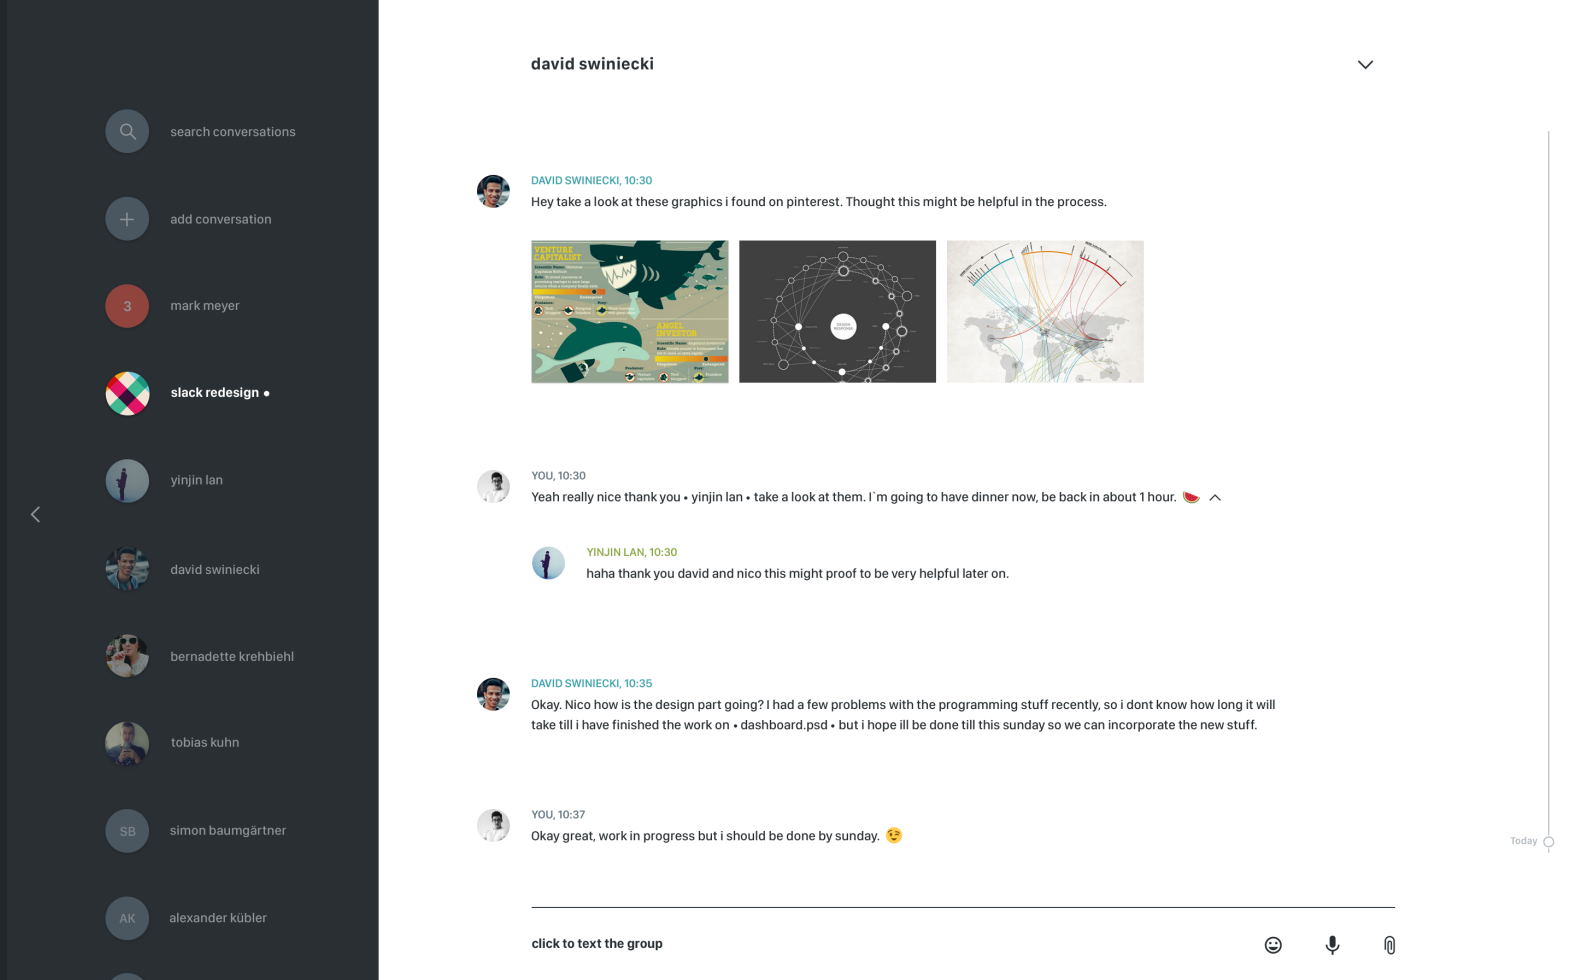 search conversations
add conversation
3
mark meyer
slack redesign •
yinjin lan
david swiniecki
bernadette krehbiehl
tobias kuhn
SB
simon baumgärtner
AK
alexander kübler
david swiniecki
DAVID SWINIECKI, 10:30
Hey take a look at these graphics i found on pinterest. Thought this might be helpful in the process.
VENTURE
CAPITALIST
ANGEL
INVESTOR
DESIGN
RESPONSE
YOU, 10:30
Yeah really nice thank you • yinjin lan • take a look at them. I`m going to have dinner now, be back in about 1 hour. 🍉
YINJIN LAN, 10:30
haha thank you david and nico this might proof to be very helpful later on.
DAVID SWINIECKI, 10:35
Okay. Nico how is the design part going? I had a few problems with the programming stuff recently, so i dont know how long it will
take till i have finished the work on • dashboard.psd • but i hope ill be done till this sunday so we can incorporate the new stuff.
YOU, 10:37
Okay great, work in progress but i should be done by sunday. 😉
Today
click to text the group